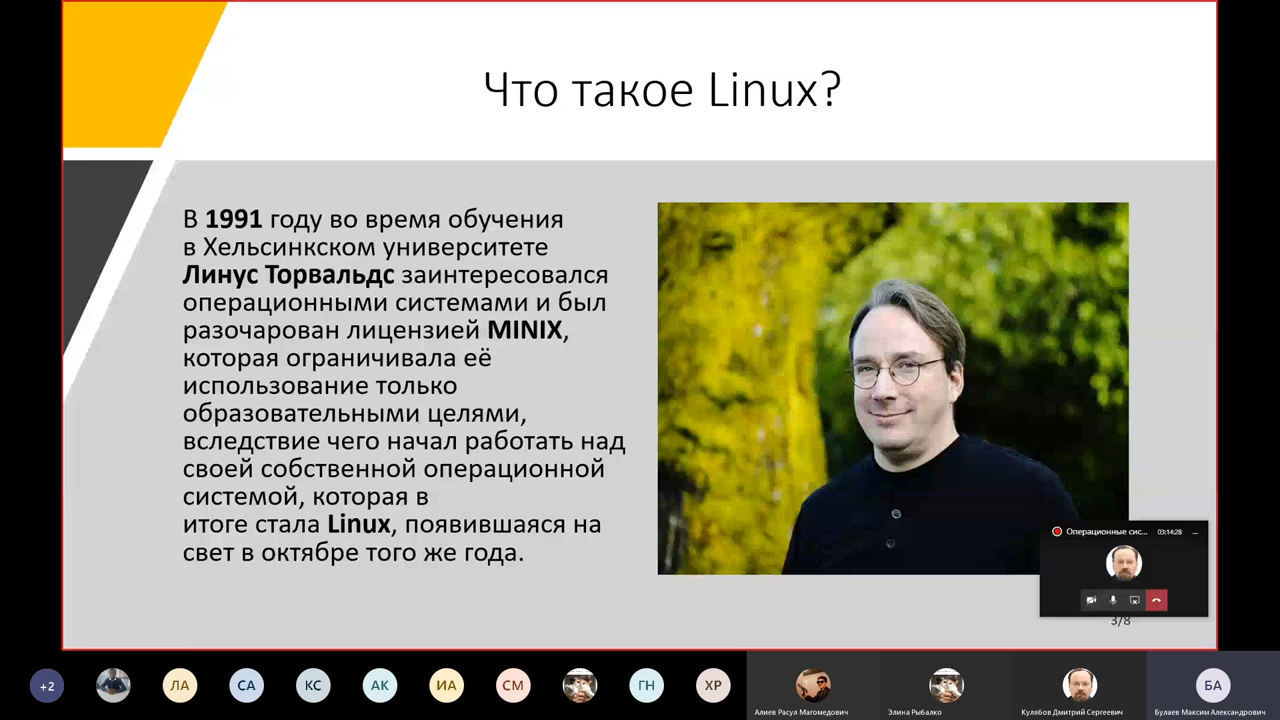 Что такое Linux?
В 1991 году во время обучения
в Хельсинкском университете
Линус Торвальдс заинтересовался
операционными системами и был
разочарован лицензией MINIX,
которая ограничивала её
использование только
образовательными целями,
вследствие чего начал работать над
своей собственной операционной
системой, которая в
итоге стала Linux, появившаяся на
свет в октябре того же года.
Операционные сис... 03:14:28
3/8
+2 ЛА СА КС АК ИА СМ ГН ХР БА
Алиев Расул Магомедович Элина Рыбалко Кулябов Дмитрий Сергеевич Булаев Максим Александрович